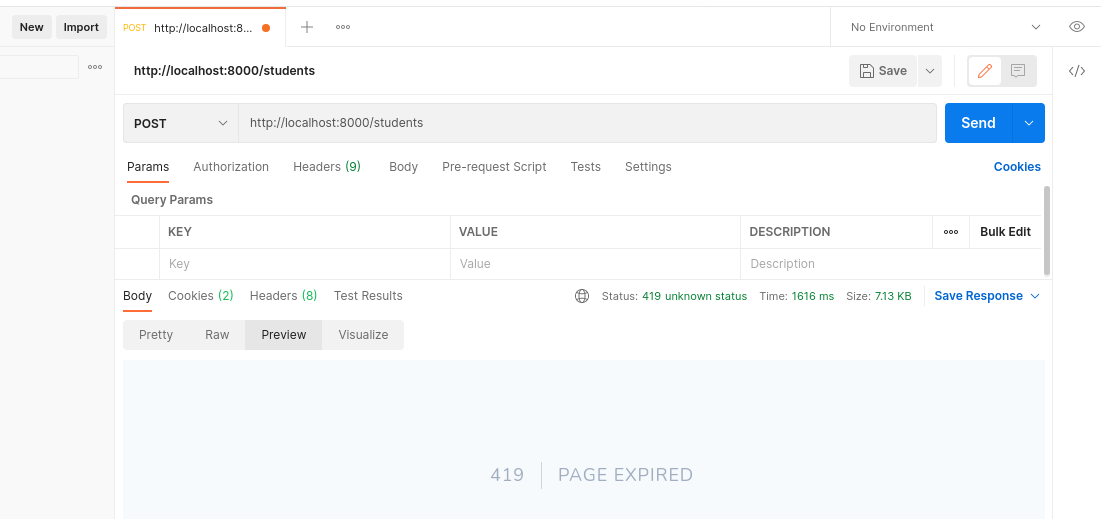 New Import POST http://localhost:8... No Environment
http://localhost:8000/students Save
POST http://localhost:8000/students Send
Params Authorization Headers (9) Body Pre-request Script Tests Settings Cookies
Query Params
KEY VALUE DESCRIPTION Bulk Edit
Key Value Description
Body Cookies (2) Headers (8) Test Results Status: 419 unknown status Time: 1616 ms Size: 7.13 KB Save Response
Pretty Raw Preview Visualize
419 PAGE EXPIRED